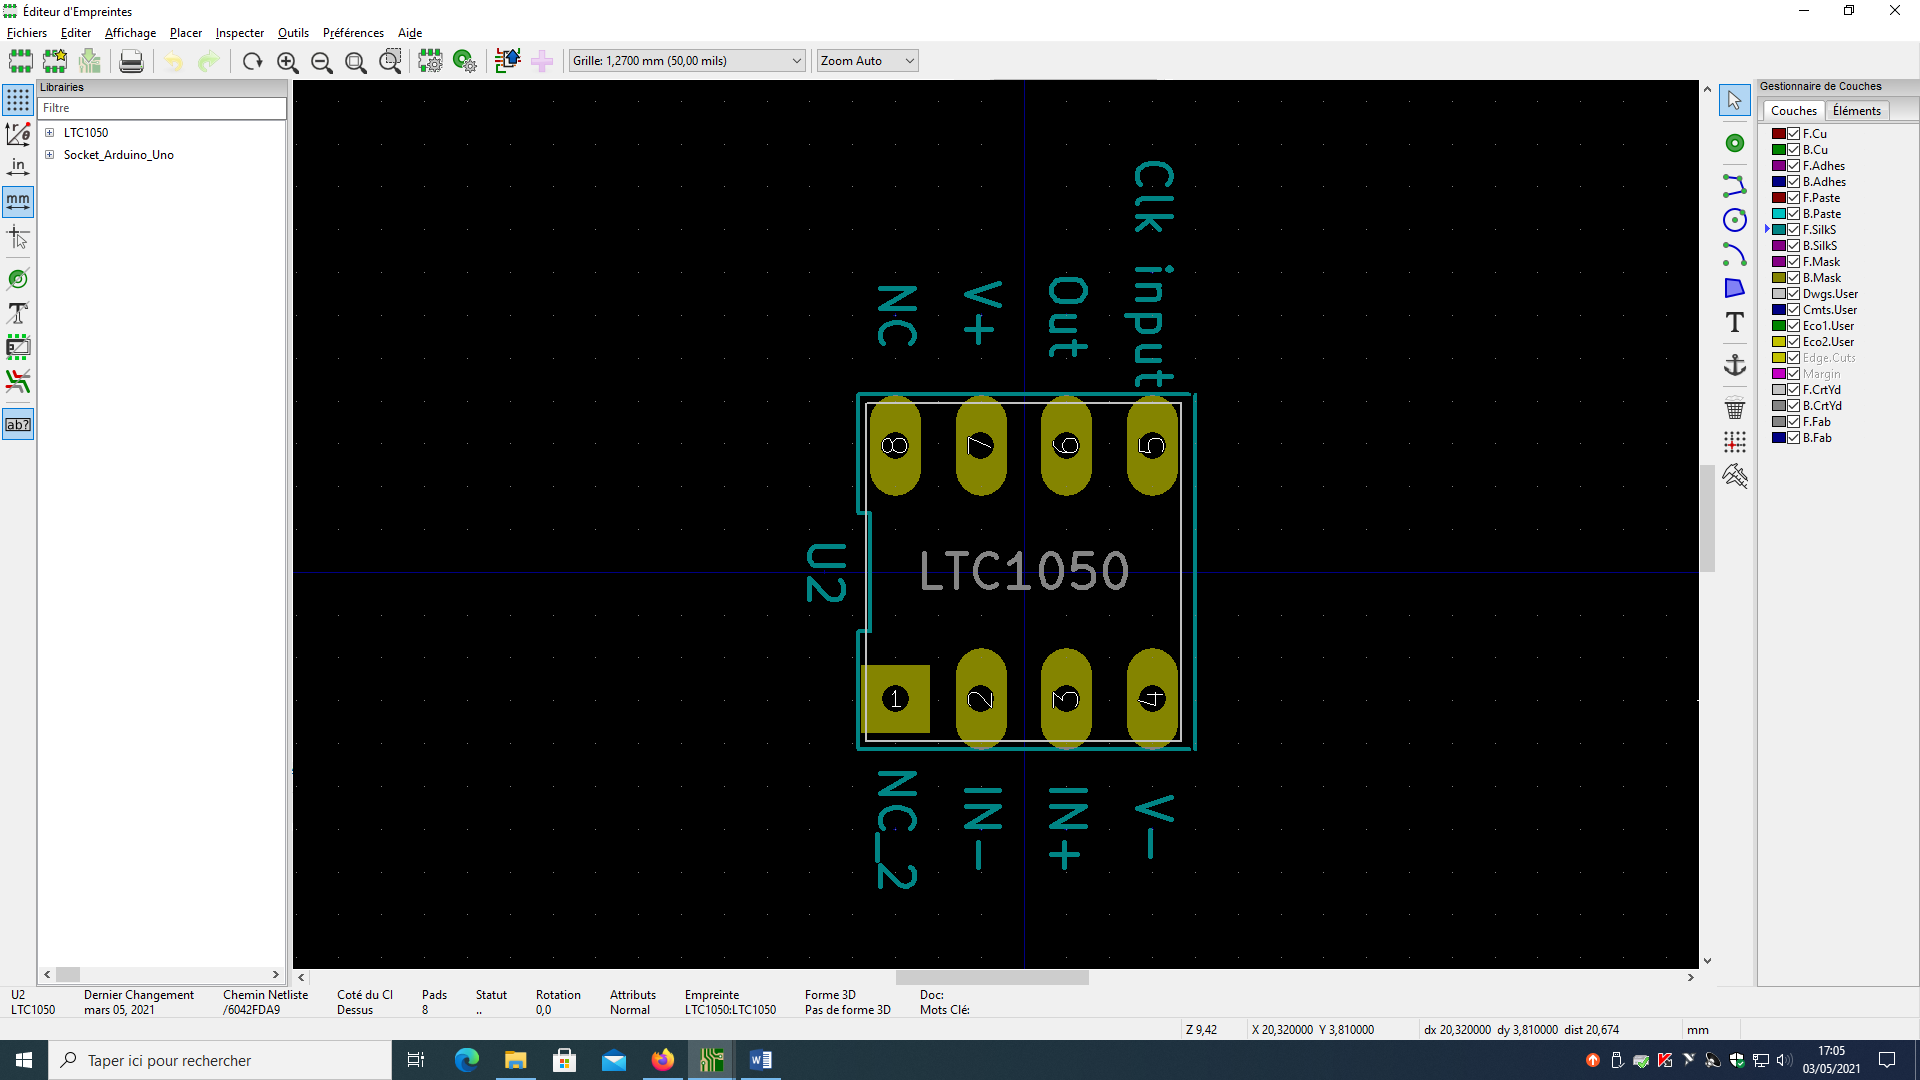 Éditeur d'Empreintes
Fichiers Editer Affichage Placer Inspecter Outils Préférences Aide
Grille: 1,2700 mm (50,00 mils) Zoom Auto
Librairies
Filtre
LTC1050
Socket_Arduino_Uno
in
mm
ab?
Clk input
NC
V+
Out
8 7 6 5
U2
LTC1050
1 2 3 4
NC_2
IN-
IN+
V-
T
Gestionnaire de Couches
Couches Éléments
F.Cu
B.Cu
F.Adhes
B.Adhes
F.Paste
B.Paste
F.SilkS
B.SilkS
F.Mask
B.Mask
Dwgs.User
Cmts.User
Eco1.User
Eco2.User
Edge.Cuts
Margin
F.CrtYd
B.CrtYd
F.Fab
B.Fab
U2 Dernier Changement Chemin Netliste Coté du CI Pads Statut Rotation Attributs Empreinte Forme 3D Doc:
LTC1050 mars 05, 2021 /6042FDA9 Dessus 8 .. 0,0 Normal LTC1050:LTC1050 Pas de forme 3D Mots Clé:
Z 9,42 X 20,320000 Y 3,810000 dx 20,320000 dy 3,810000 dist 20,674 mm
Taper ici pour rechercher
17:05
03/05/2021